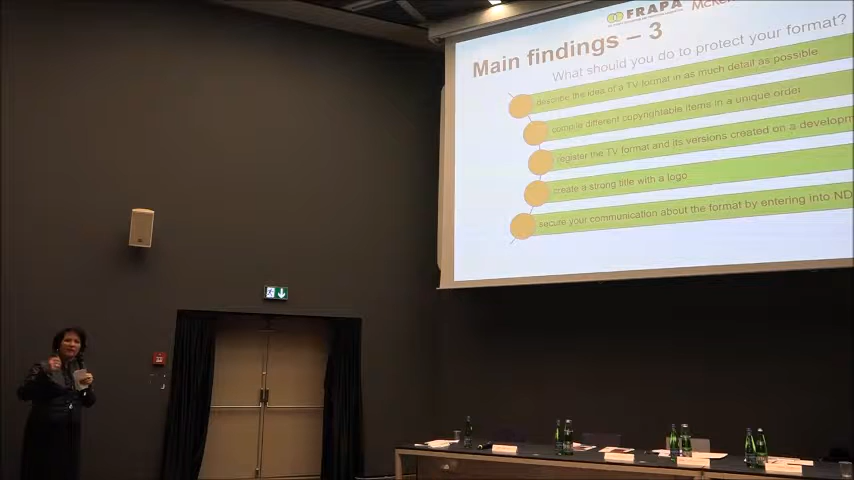 FRAPA
McKe
Main findings – 3
What should you do to protect your format?
describe the idea of a TV format in as much detail as possible
compile different copyrightable items in a unique order
register the TV format and its versions created on a developm
create a strong title with a logo
secure your communication about the format by entering into ND